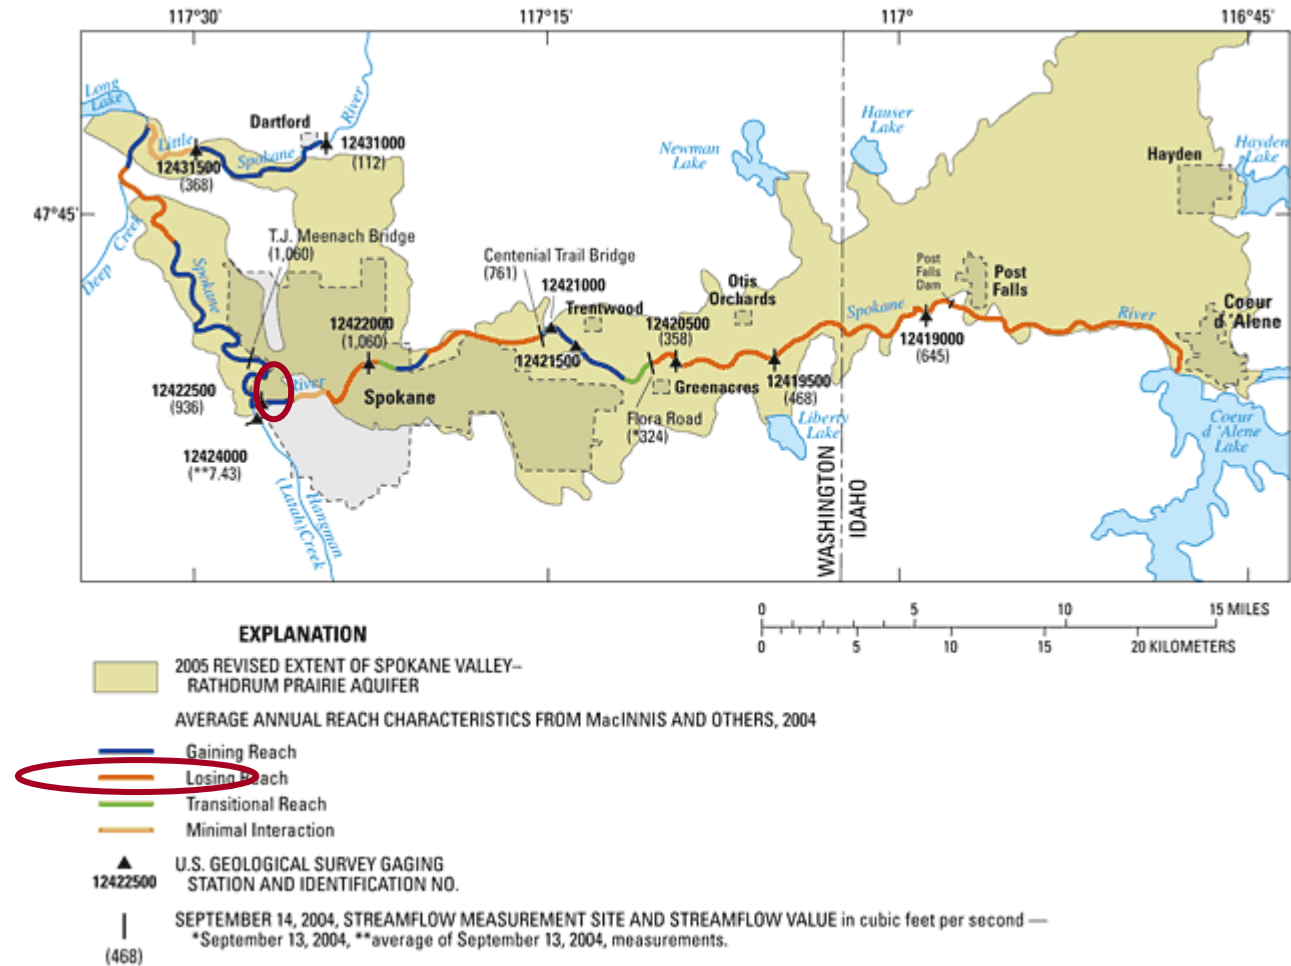 117°30′ 117°15′ 117° 116°45′
Long
Lake
Little
Spokane
River
Dartford
12431000
(112)
12431500
(368)
Newman
Lake
Hauser
Lake
Hayden
Hayden
Lake
47°45′
Deep
Creek
Spokane
T.J. Meenach Bridge
(1,060)
Centenial Trail Bridge
(761)
12421000
Trentwood
Otis
Orchards
Post
Falls
Dam
Post
Falls
Coeur
d'Alene
12422000
(1,060)
12421500
12420500
(358)
Spokane
River
12419000
(645)
12422500
(936)
River
Spokane
Greenacres
12419500
(468)
Flora Road
(*324)
Liberty
Lake
Coeur
d'Alene
Lake
12424000
(**7.43)
Hangman
(Latah) Creek
WASHINGTON
IDAHO
0 5 10 15 MILES
0 5 10 15 20 KILOMETERS
EXPLANATION
2005 REVISED EXTENT OF SPOKANE VALLEY–
RATHDRUM PRAIRIE AQUIFER
AVERAGE ANNUAL REACH CHARACTERISTICS FROM MacINNIS AND OTHERS, 2004
Gaining Reach
Losing Reach
Transitional Reach
Minimal Interaction
U.S. GEOLOGICAL SURVEY GAGING
12422500 STATION AND IDENTIFICATION NO.
SEPTEMBER 14, 2004, STREAMFLOW MEASUREMENT SITE AND STREAMFLOW VALUE in cubic feet per second —
*September 13, 2004, **average of September 13, 2004, measurements.
(468)